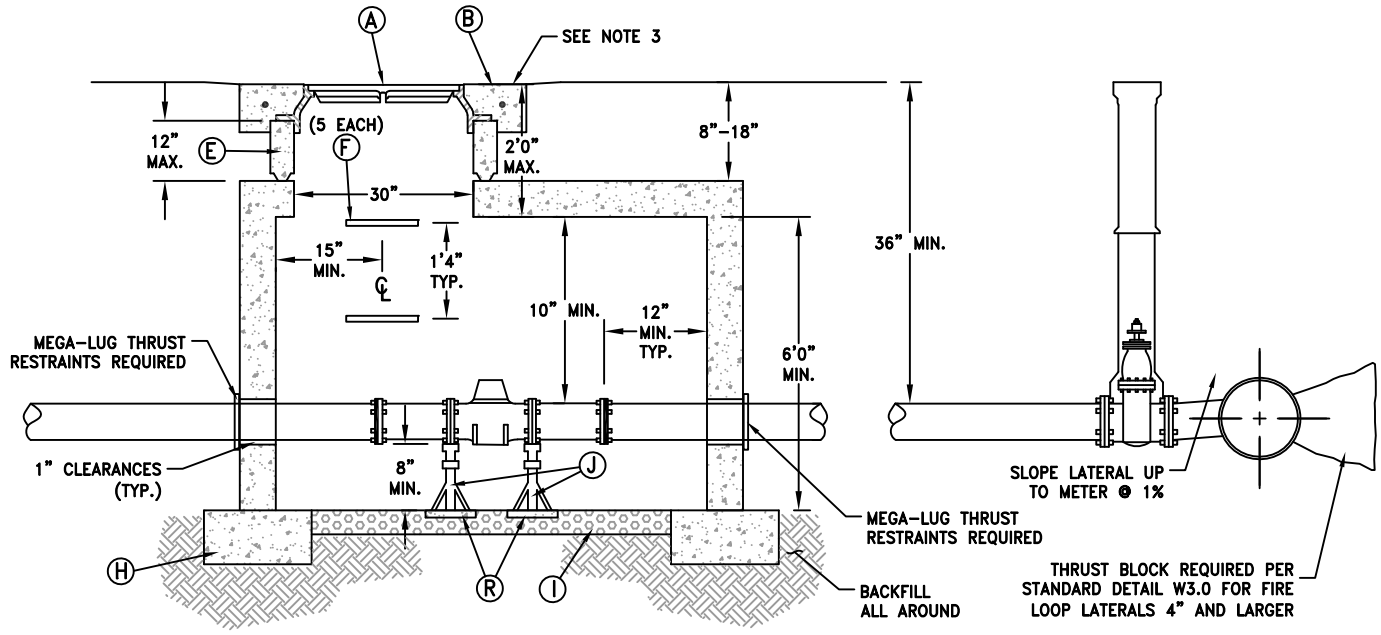 A
B
SEE NOTE 3
12"
MAX.
E
(5 EACH)
F
2'0"
MAX.
8"-18"
30"
15"
MIN.
1'4"
TYP.
CL
36" MIN.
10" MIN.
12"
MIN.
TYP.
6'0"
MIN.
MEGA-LUG THRUST
RESTRAINTS REQUIRED
1" CLEARANCES
(TYP.)
8"
MIN.
J
H
R
I
MEGA-LUG THRUST
RESTRAINTS REQUIRED
BACKFILL
ALL AROUND
SLOPE LATERAL UP
TO METER @ 1%
THRUST BLOCK REQUIRED PER
STANDARD DETAIL W3.0 FOR FIRE
LOOP LATERALS 4" AND LARGER